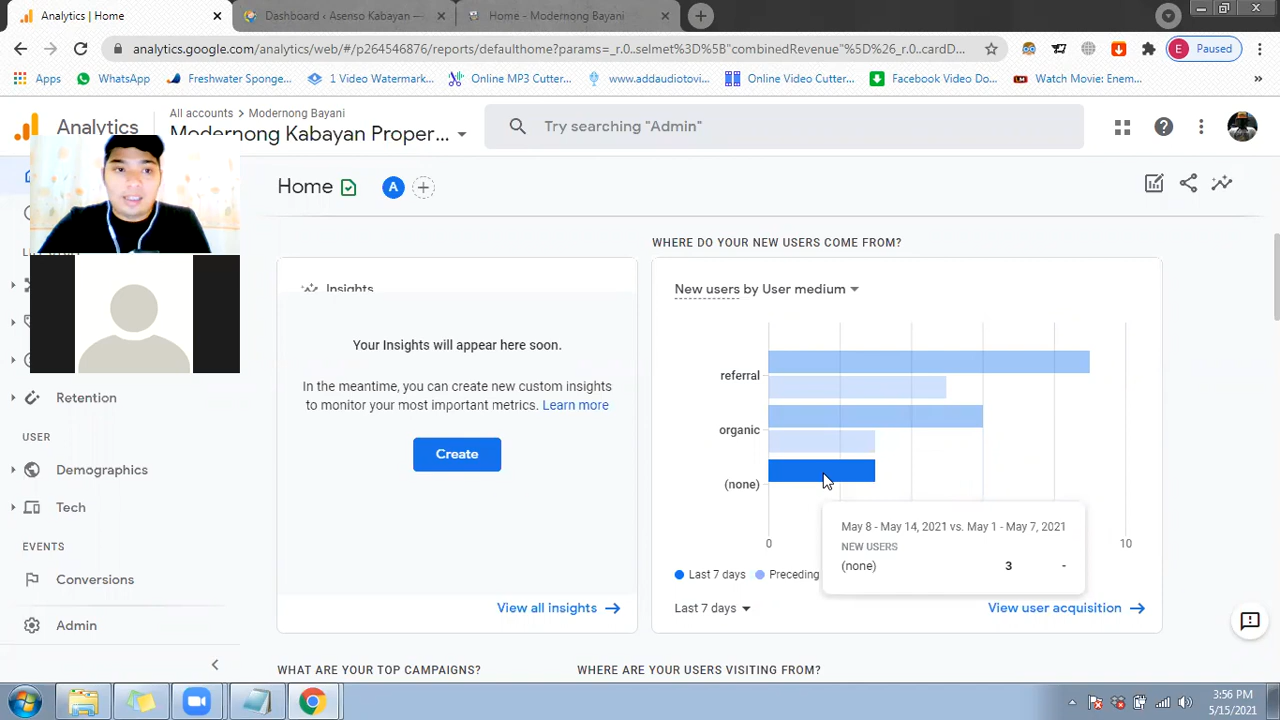 Analytics | Home
Dashboard ‹ Asenso Kabayan —
Home - Modernong Bayani
analytics.google.com/analytics/web/#/p264546876/reports/defaulthome?params=_r.0..selmet%3D%5B"combinedRevenue"%5D%26_r.0..cardD...
E Paused
Apps
WhatsApp
Freshwater Sponge...
1 Video Watermark...
Online MP3 Cutter...
www.addaudiotovi...
Online Video Cutter...
Facebook Video Do...
Watch Movie: Enem...
»
Analytics
All accounts > Modernong Bayani
Modernong Kabayan Proper...
Try searching "Admin"
Home
A
WHERE DO YOUR NEW USERS COME FROM?
Insights
Your Insights will appear here soon.
In the meantime, you can create new custom insights
to monitor your most important metrics. Learn more
Create
View all insights
New users by User medium
referral
organic
(none)
0
10
May 8 - May 14, 2021 vs. May 1 - May 7, 2021
NEW USERS
(none) 3 -
Last 7 days
Preceding
Last 7 days
View user acquisition
Retention
USER
Demographics
Tech
EVENTS
Conversions
Admin
WHAT ARE YOUR TOP CAMPAIGNS?
WHERE ARE YOUR USERS VISITING FROM?
3:56 PM
5/15/2021